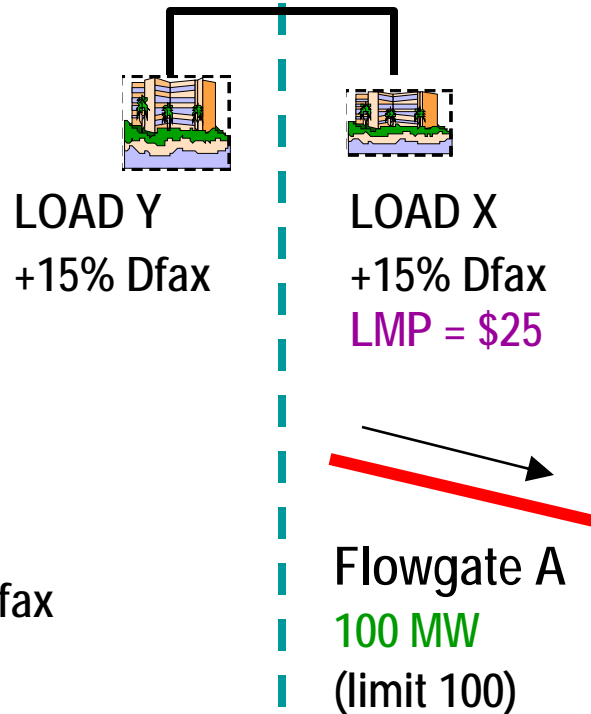 LOAD Y
+15% Dfax
LOAD X
+15% Dfax
LMP = $25
fax
Flowgate A
100 MW
(limit 100)